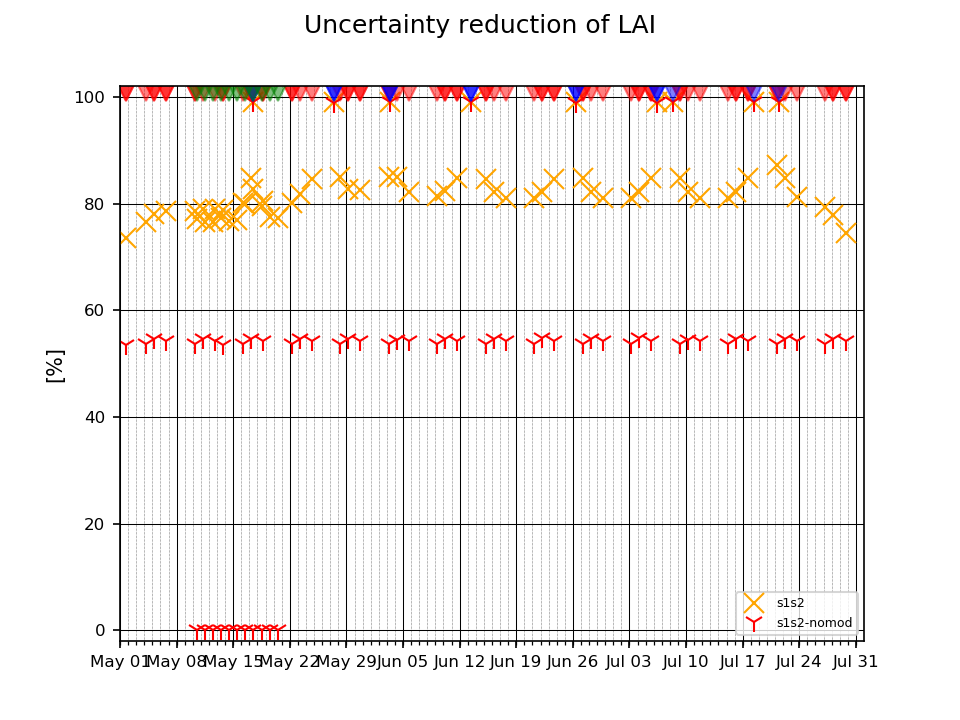 Uncertainty reduction of LAI
100
80
60
40
20
0
[%]
May 01 May 08 May 15 May 22 May 29 Jun 05 Jun 12 Jun 19 Jun 26 Jul 03 Jul 10 Jul 17 Jul 24 Jul 31
s1s2
s1s2-nomod